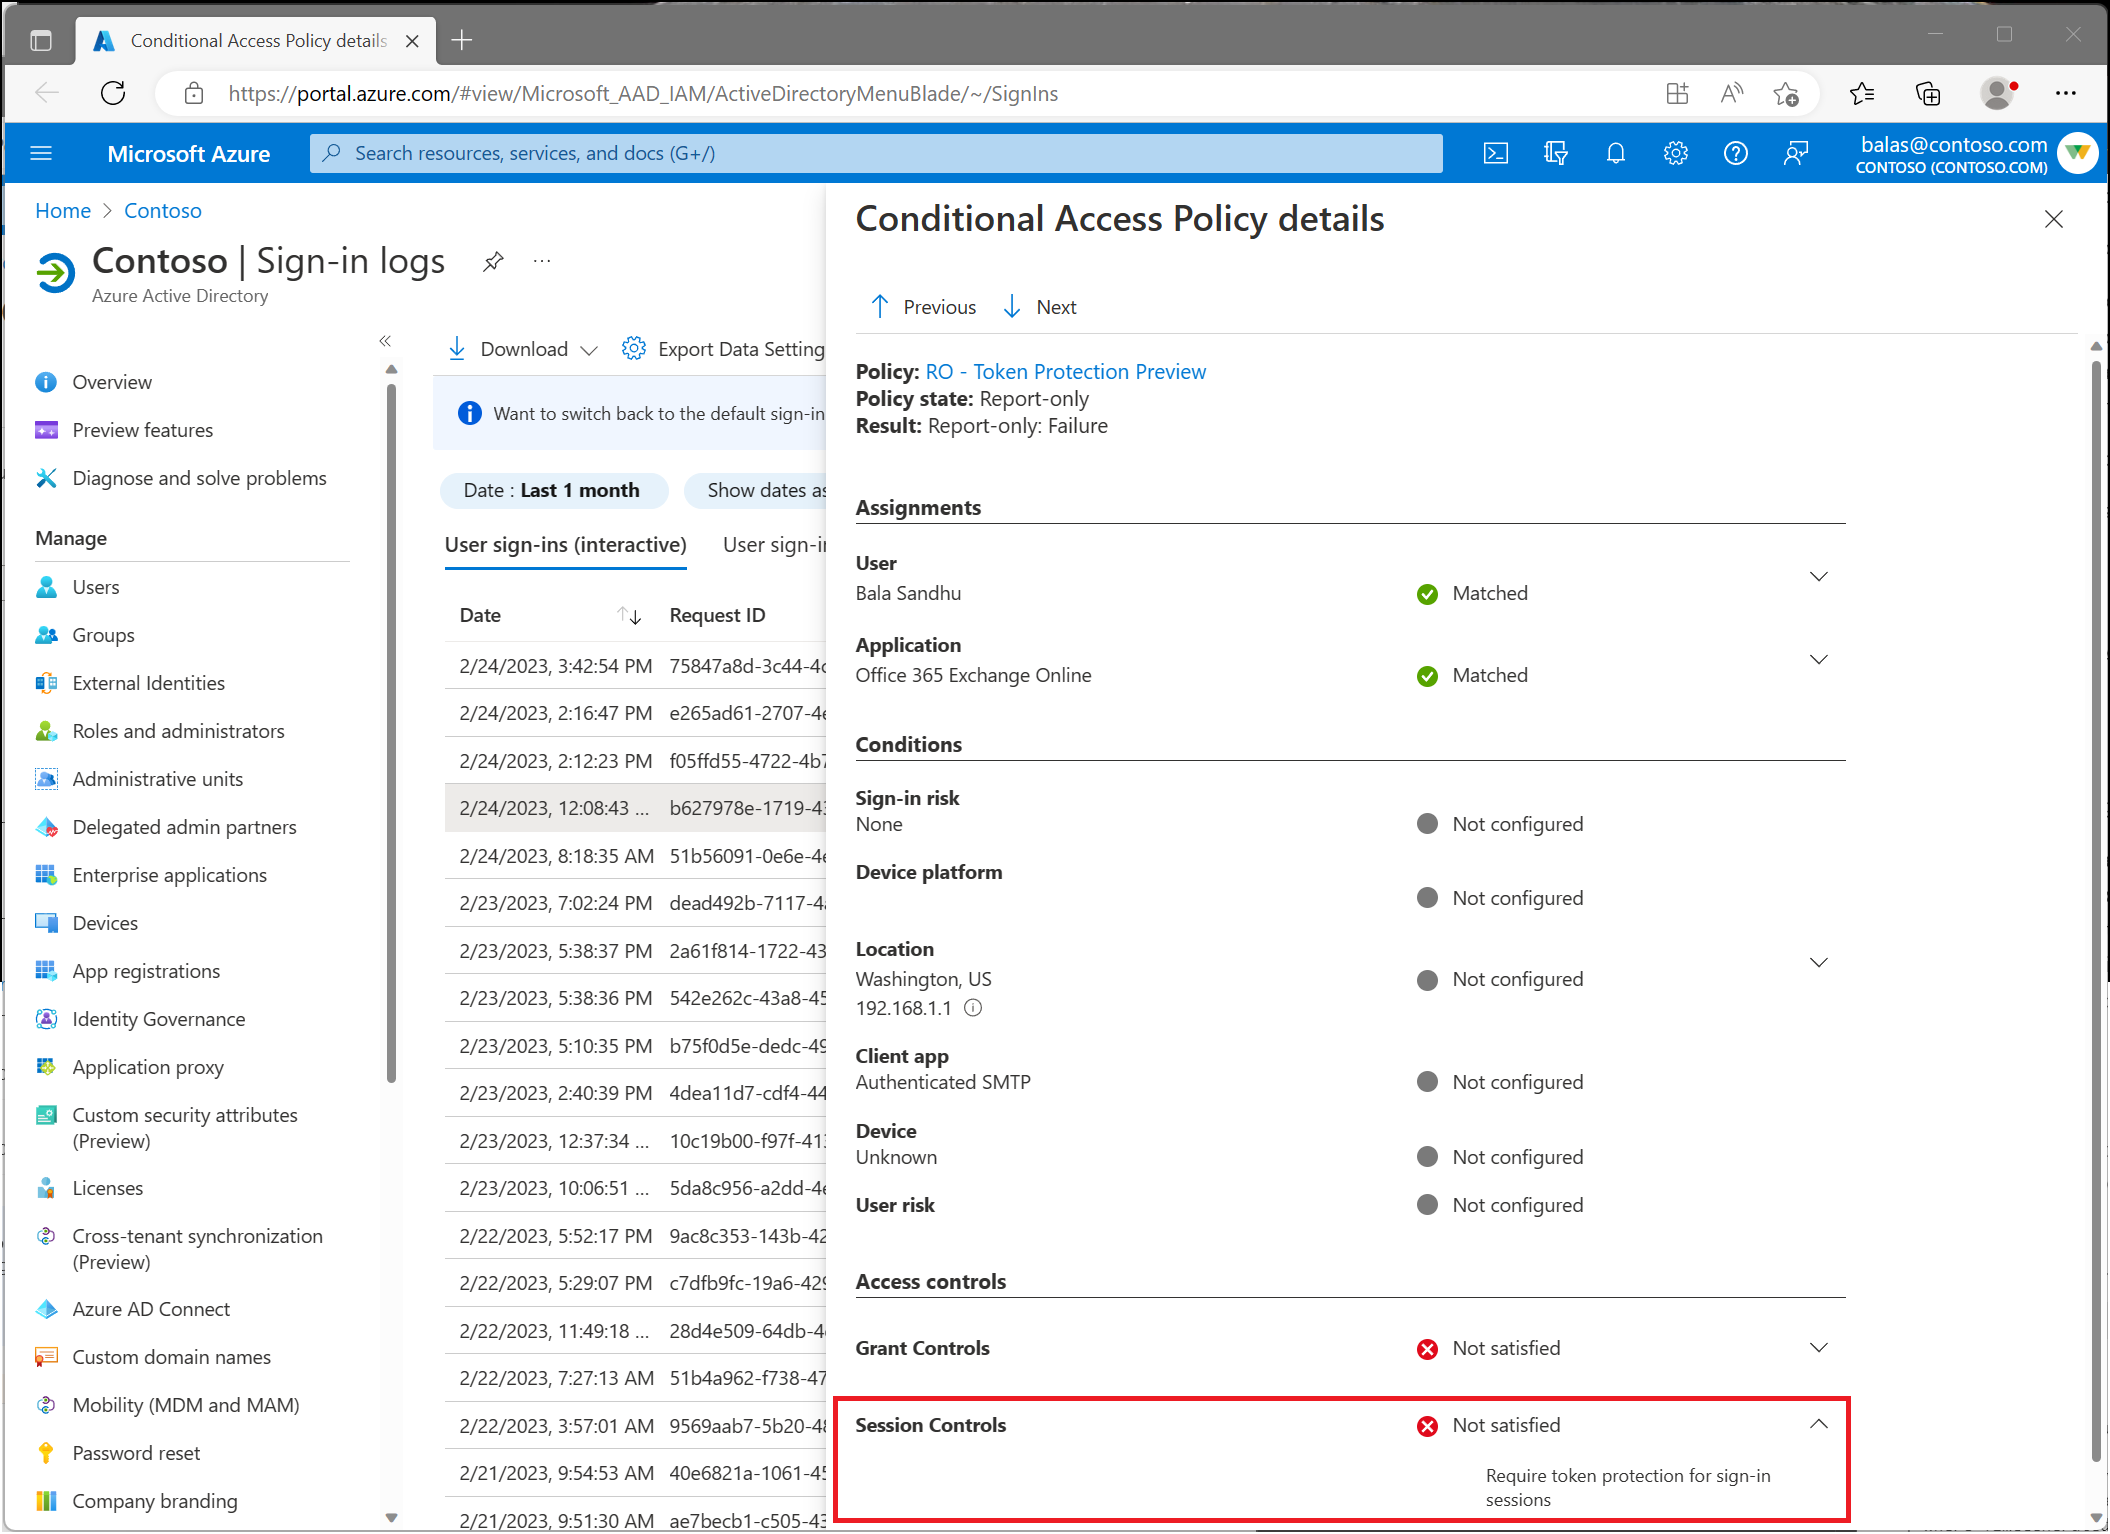 Conditional Access Policy details
https://portal.azure.com/#view/Microsoft_AAD_IAM/ActiveDirectoryMenuBlade/~/SignIns
Microsoft Azure
Search resources, services, and docs (G+/)
balas@contoso.com
CONTOSO (CONTOSO.COM)
Home > Contoso
Contoso | Sign-in logs
Azure Active Directory
Overview
Preview features
Diagnose and solve problems
Manage
Users
Groups
External Identities
Roles and administrators
Administrative units
Delegated admin partners
Enterprise applications
Devices
App registrations
Identity Governance
Application proxy
Custom security attributes
(Preview)
Licenses
Cross-tenant synchronization
(Preview)
Azure AD Connect
Custom domain names
Mobility (MDM and MAM)
Password reset
Company branding
Download
Export Data Setting
Want to switch back to the default sign-in
Date : Last 1 month
Show dates as
User sign-ins (interactive)
User sign-in
Date
Request ID
2/24/2023, 3:42:54 PM 75847a8d-3c44-4
2/24/2023, 2:16:47 PM e265ad61-2707-4
2/24/2023, 2:12:23 PM f05ffd55-4722-4b7
2/24/2023, 12:08:43 ... b627978e-1719-43
2/24/2023, 8:18:35 AM 51b56091-0e6e-4
2/23/2023, 7:02:24 PM dead492b-7117-4
2/23/2023, 5:38:37 PM 2a61f814-1722-43
2/23/2023, 5:38:36 PM 542e262c-43a8-45
2/23/2023, 5:10:35 PM b75f0d5e-dedc-49
2/23/2023, 2:40:39 PM 4dea11d7-cdf4-44
2/23/2023, 12:37:34 ... 10c19b00-f97f-41
2/23/2023, 10:06:51 ... 5da8c956-a2dd-4
2/22/2023, 5:52:17 PM 9ac8c353-143b-42
2/22/2023, 5:29:07 PM c7dfb9fc-19a6-429
2/22/2023, 11:49:18 ... 28d4e509-64db-4
2/22/2023, 7:27:13 AM 51b4a962-f738-47
2/22/2023, 3:57:01 AM 9569aab7-5b20-48
2/21/2023, 9:54:53 AM 40e6821a-1061-45
2/21/2023, 9:51:30 AM ae7becb1-c505-43
Conditional Access Policy details
Previous
Next
Policy: RO - Token Protection Preview
Policy state: Report-only
Result: Report-only: Failure
Assignments
User
Bala Sandhu
Matched
Application
Office 365 Exchange Online
Matched
Conditions
Sign-in risk
None
Not configured
Device platform
Not configured
Location
Washington, US
Not configured
192.168.1.1
Client app
Authenticated SMTP
Not configured
Device
Unknown
Not configured
User risk
Not configured
Access controls
Grant Controls
Not satisfied
Session Controls
Not satisfied
Require token protection for sign-in
sessions